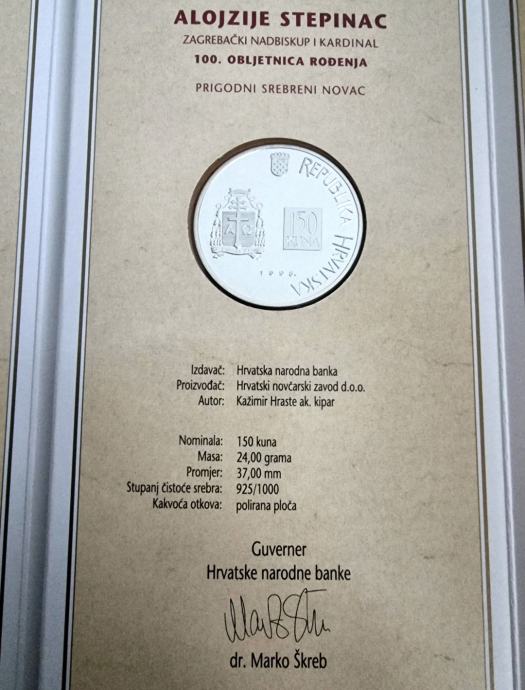 ALOJZIJE STEPINAC
ZAGREBAČKI NADBISKUP I KARDINAL
100. OBLJETNICA ROĐENJA
PRIGODNI SREBRENI NOVAC
REPUBLIKA HRVATSKA
150
KUNA
Izdavač: Hrvatska narodna banka
Proizvođač: Hrvatski novčarski zavod d.o.o.
Autor: Kažimir Hraste ak. kipar
Nominala: 150 kuna
Masa: 24,00 grama
Promjer: 37,00 mm
Stupanj čistoće srebra: 925/1000
Kakvoća otkova: polirana ploča
Guverner
Hrvatske narodne banke
dr. Marko Škreb